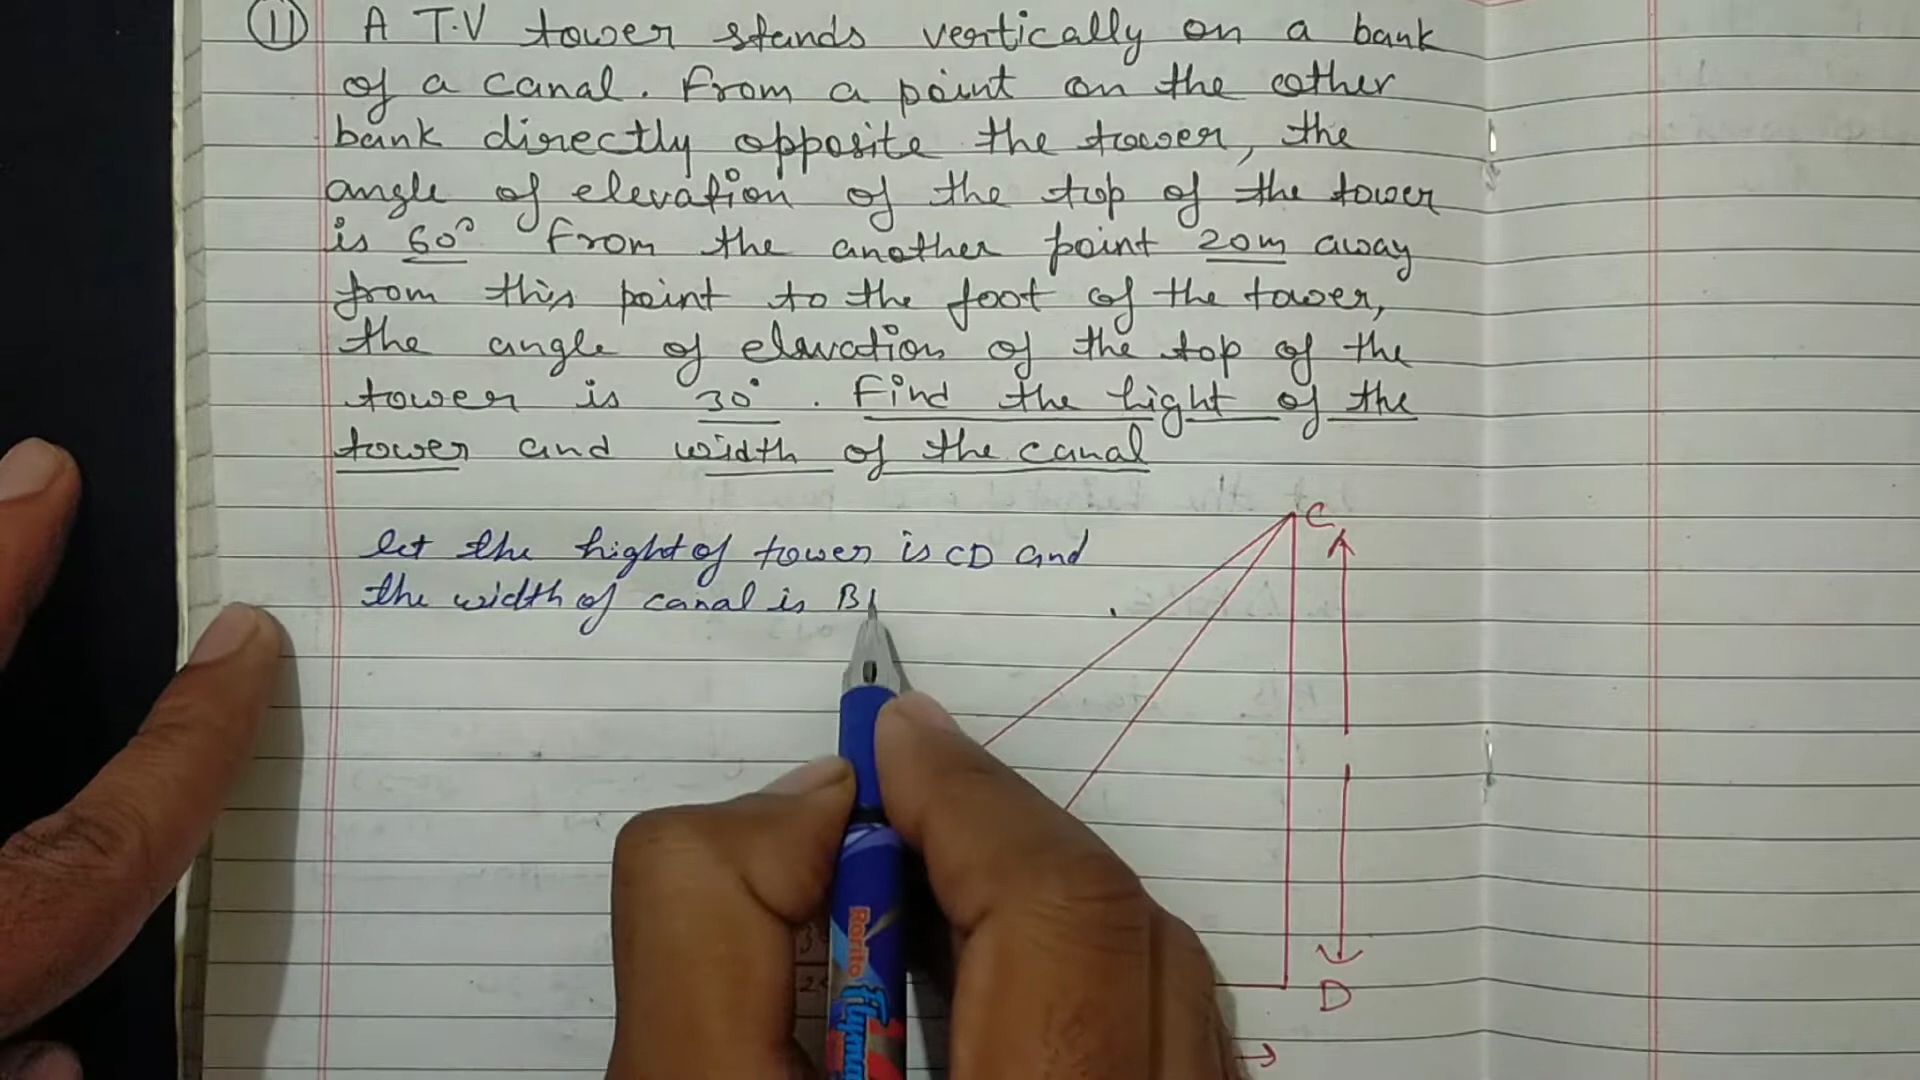 11 A T.V tower stands vertically on a bank
of a canal. From a point on the other
bank directly opposite the tower, the
angle of elevation of the top of the tower
is 60° From the another point 20m away
from this point to the foot of the tower,
the angle of elavation of the top of the
tower is 30°. Find the hight of the
tower and width of the canal
C
let the hight of tower is CD and
the width of canal is B
D
Rorito